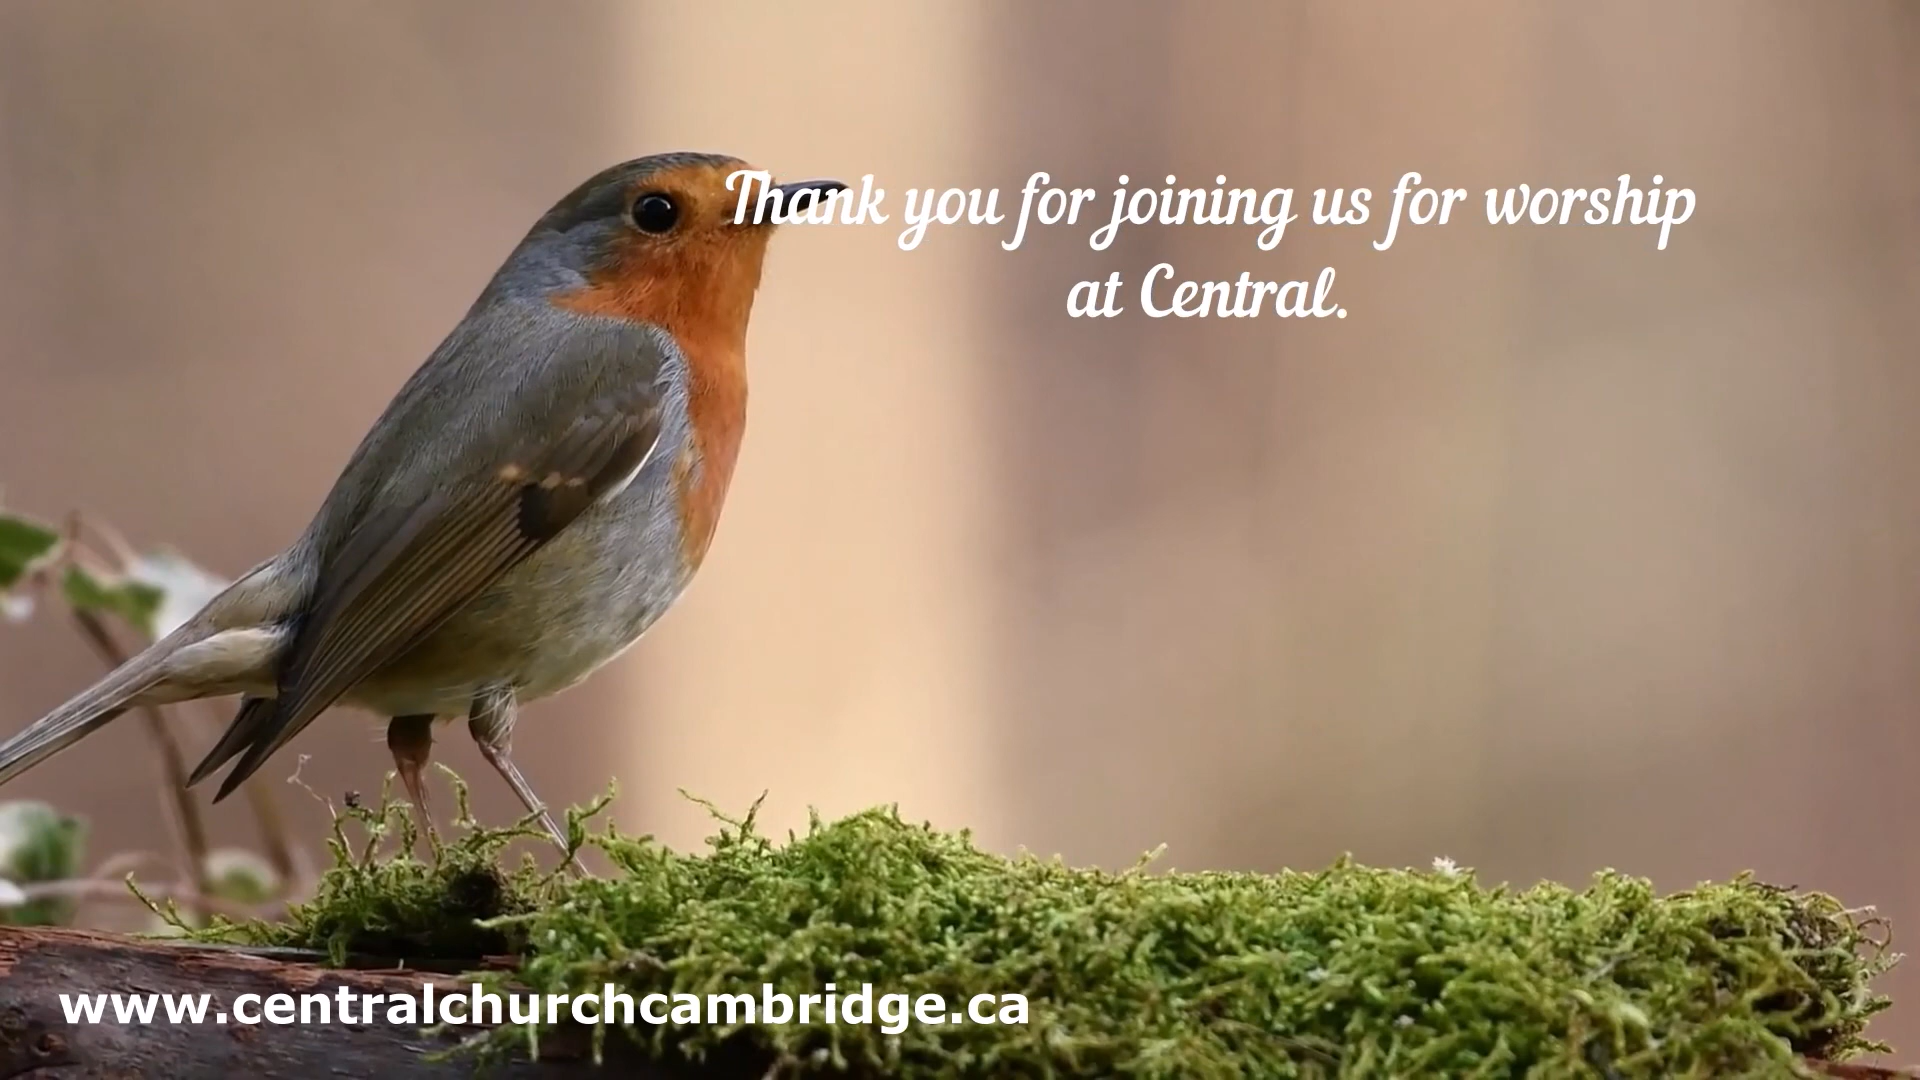 Thank you for joining us for worship
at Central.
www.centralchurchcambridge.ca